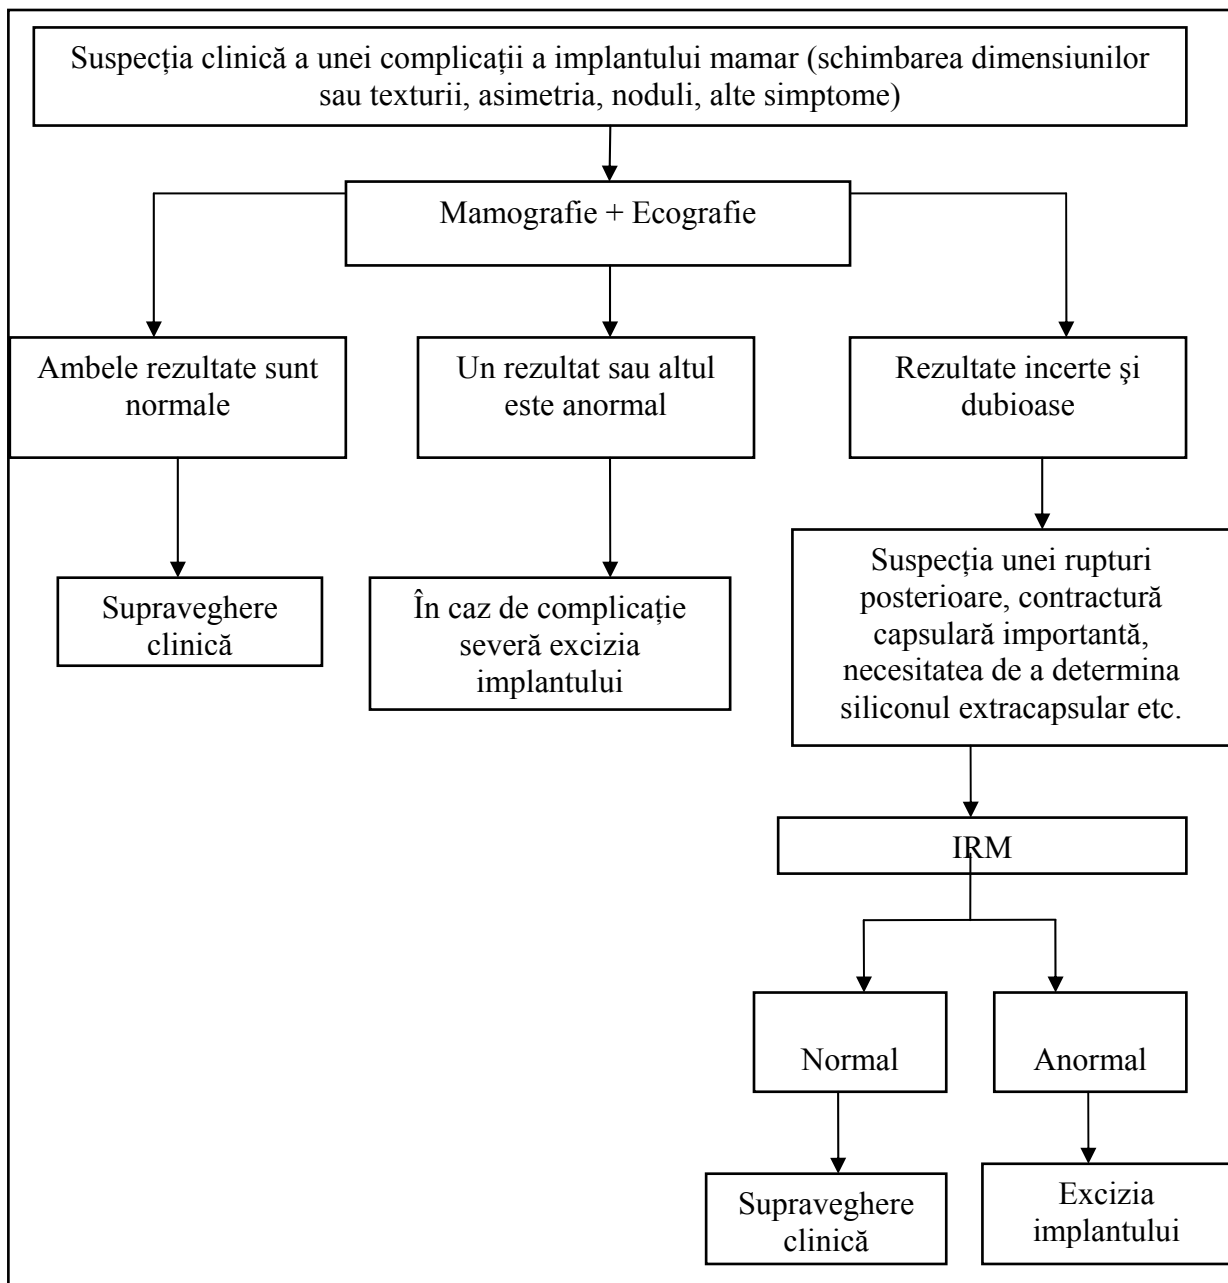 Suspecția clinică a unei complicații a implantului mamar (schimbarea dimensiunilor
sau texturii, asimetria, noduli, alte simptome)
Mamografie + Ecografie
Ambele rezultate sunt
normale
Un rezultat sau altul
este anormal
Rezultate incerte şi
dubioase
Supraveghere
clinică
În caz de complicație
severă excizia
implantului
Suspecția unei rupturi
posterioare, contractură
capsulară importantă,
necesitatea de a determina
siliconul extracapsular etc.
IRM
Normal
Anormal
Supraveghere
clinică
Excizia
implantului